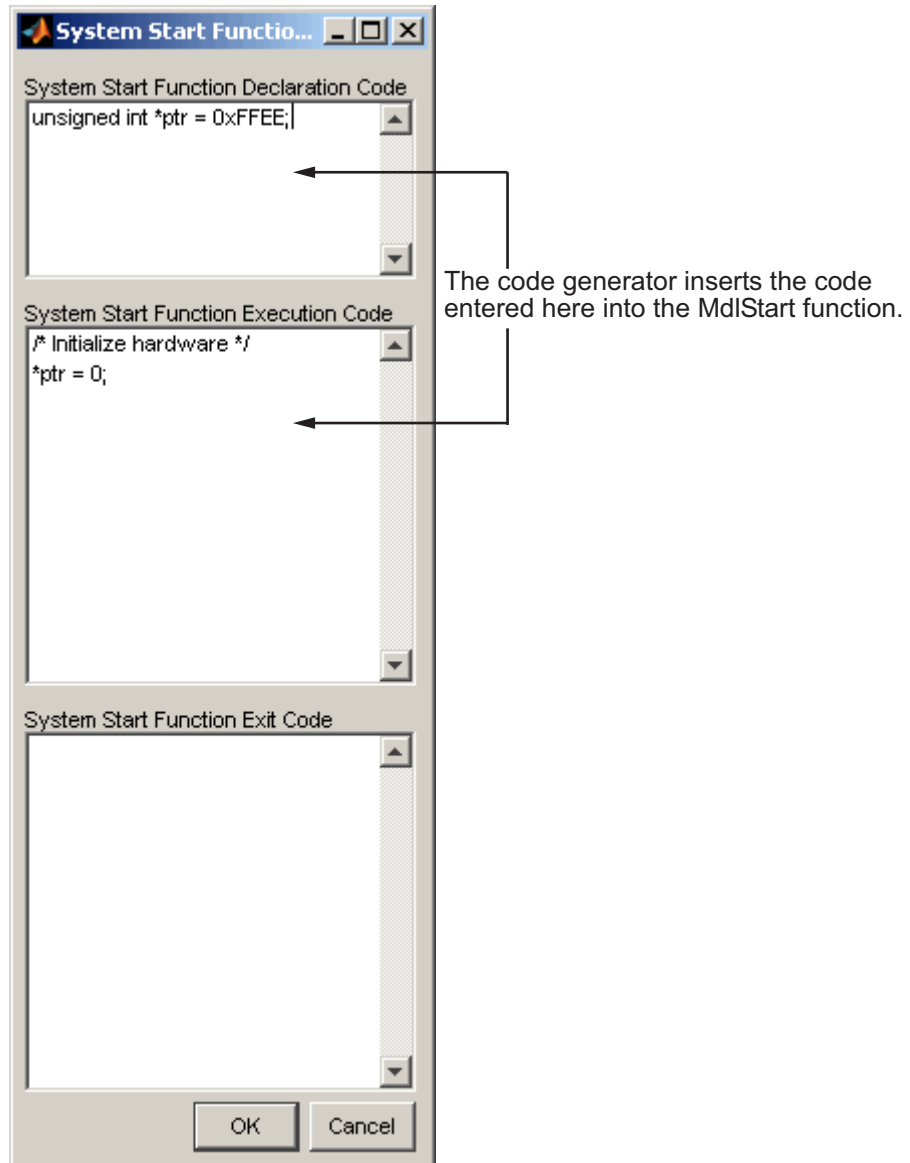 System Start Functio...
System Start Function Declaration Code
unsigned int *ptr = 0xFFEE;
The code generator inserts the code
entered here into the MdlStart function.
System Start Function Execution Code
/* Initialize hardware */
*ptr = 0;
System Start Function Exit Code
OK
Cancel